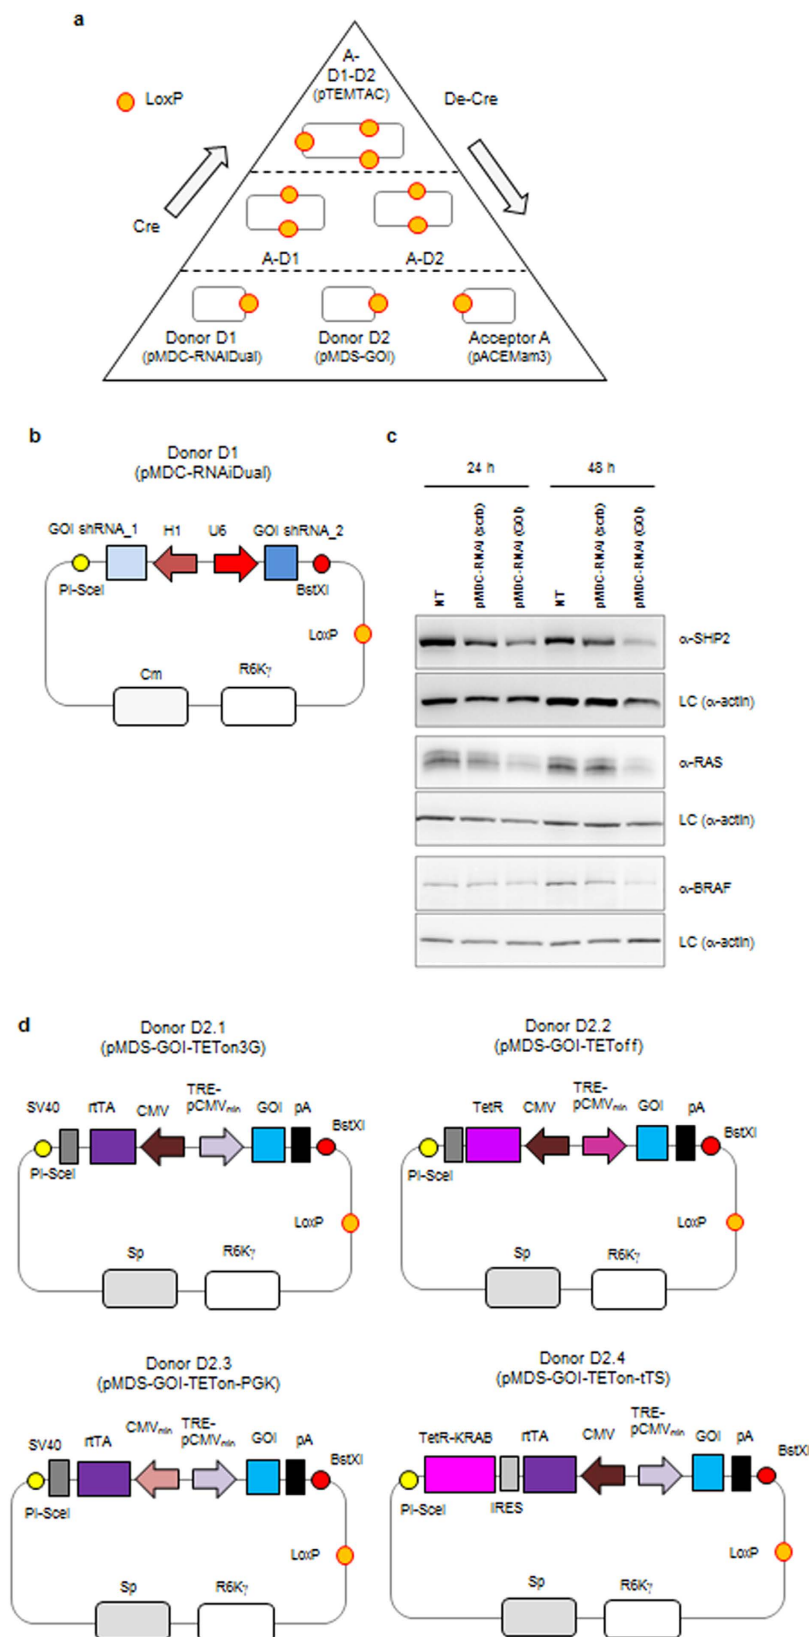 a
A-
D1-D2
(pTEMTAC)
LoxP
De-Cre
Cre
A-D1
A-D2
Donor D1
(pMDC-RNAiDual)
Donor D2
(pMDS-GOI)
Acceptor A
(pACEMam3)
b
Donor D1
(pMDC-RNAiDual)
GOI shRNA_1
H1
U6
GOI shRNA_2
PI-SceI
BstXI
LoxP
Cm
R6Kγ
c
24 h
48 h
NT
pMDC-RNAi (scrb)
pMDC-RNAi (GOI)
NT
pMDC-RNAi (scrb)
pMDC-RNAi (GOI)
α-SHP2
LC (α-actin)
α-RAS
LC (α-actin)
α-BRAF
LC (α-actin)
d
Donor D2.1
(pMDS-GOI-TETon3G)
SV40
rtTA
CMV
TRE-
pCMVmin
GOI
pA
BstXI
PI-SceI
LoxP
Sp
R6Kγ
Donor D2.2
(pMDS-GOI-TEToff)
TetR
CMV
TRE-
pCMVmin
GOI
pA
BstXI
PI-SceI
LoxP
Sp
R6Kγ
Donor D2.3
(pMDS-GOI-TETon-PGK)
SV40
rtTA
CMVmin
TRE-
pCMVmin
GOI
pA
BstXI
PI-SceI
LoxP
Sp
R6Kγ
Donor D2.4
(pMDS-GOI-TETon-tTS)
TetR-KRAB
rtTA
CMV
TRE-
pCMVmin
GOI
pA
BstXI
PI-SceI
IRES
LoxP
Sp
R6Kγ